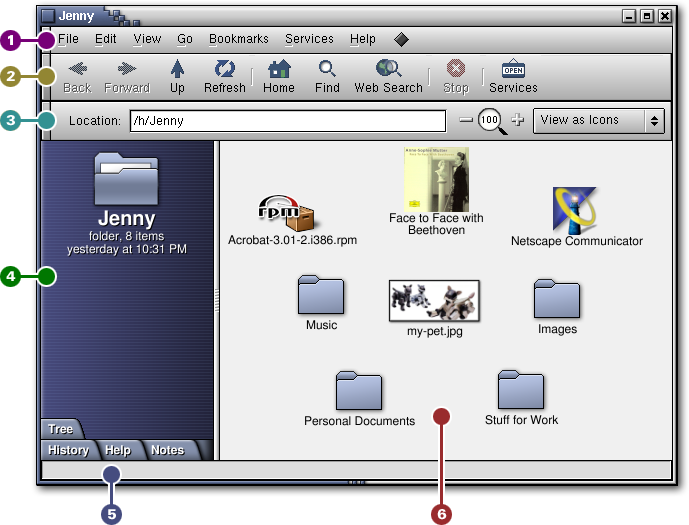 Jenny
1
File Edit View Go Bookmarks Services Help
2
Back Forward Up Refresh Home Find Web Search Stop OPEN Services
3
Location: /h/Jenny 100 View as Icons
4
Jenny
folder, 8 items
yesterday at 10:31 PM
rpm
Acrobat-3.01-2.i386.rpm
Face to Face with
Beethoven
Netscape Communicator
Music
my-pet.jpg
Images
Personal Documents
Stuff for Work
Tree
History Help Notes
5
6